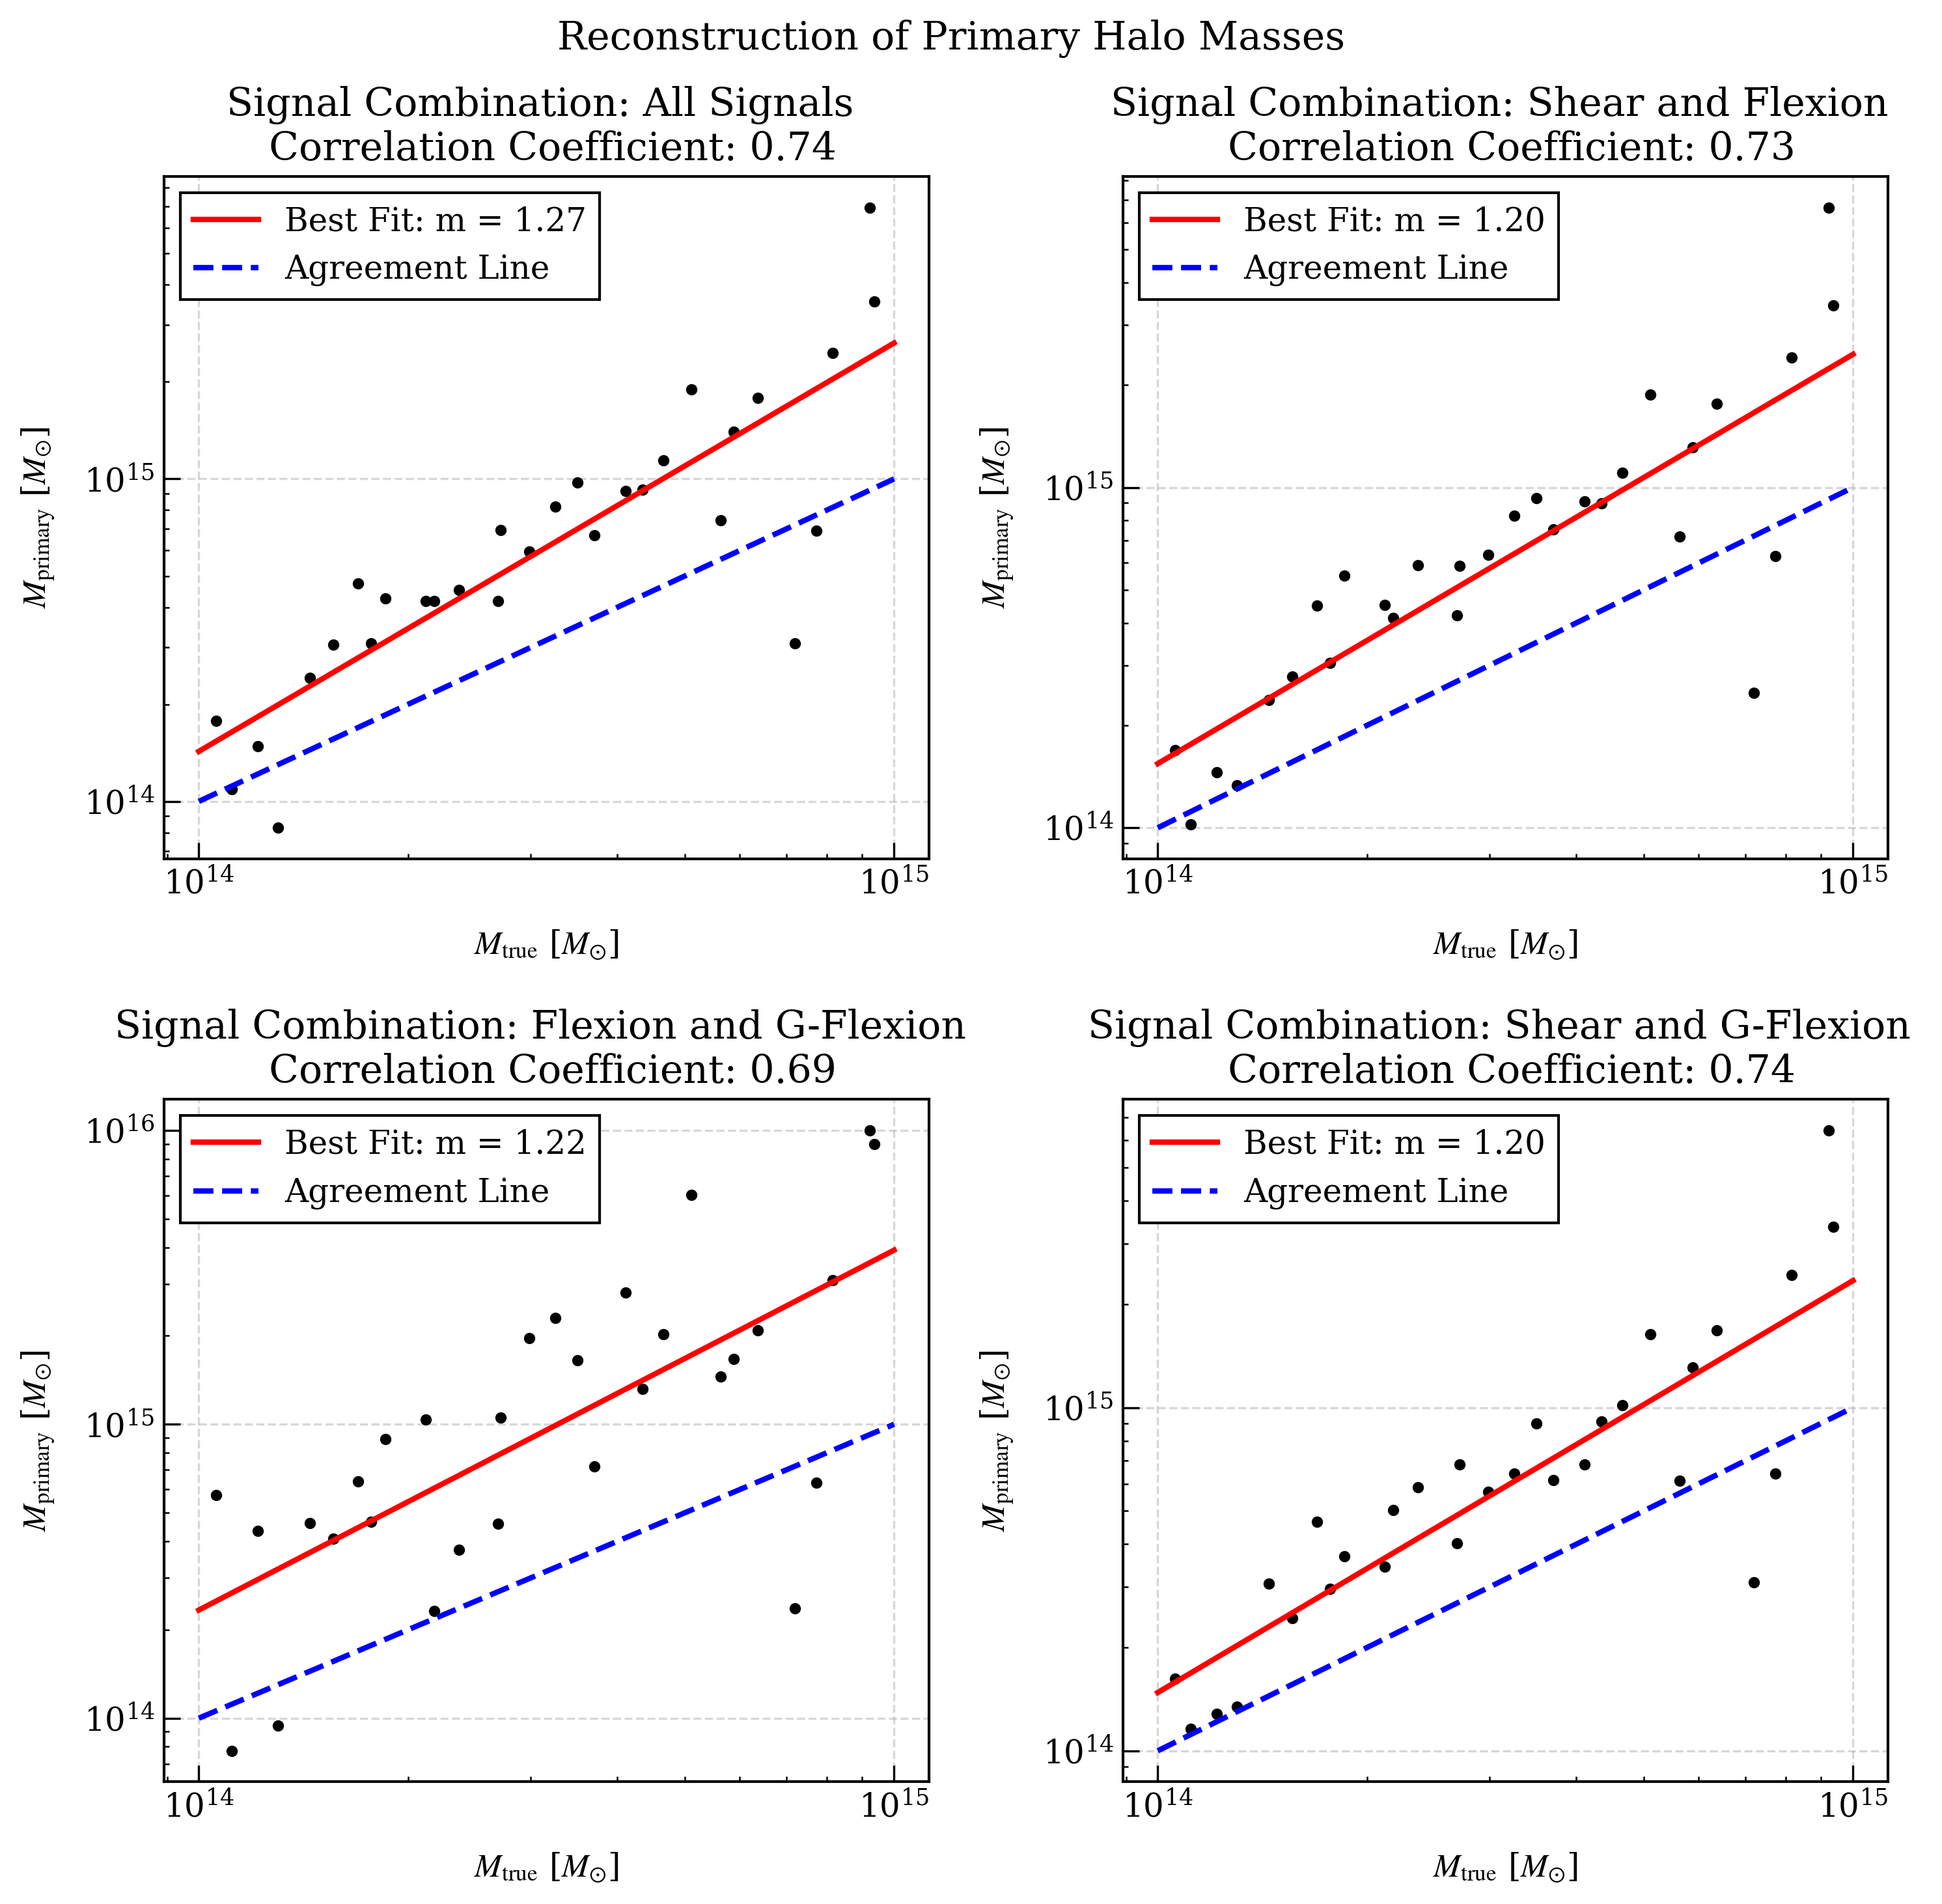 Reconstruction of Primary Halo Masses
Signal Combination: All Signals
Correlation Coefficient: 0.74
Best Fit: m = 1.27
Agreement Line
M_primary [M_⊙]
10^15
10^14
10^14 10^15
M_true [M_⊙]
Signal Combination: Shear and Flexion
Correlation Coefficient: 0.73
Best Fit: m = 1.20
Agreement Line
M_primary [M_⊙]
10^15
10^14
10^14 10^15
M_true [M_⊙]
Signal Combination: Flexion and G-Flexion
Correlation Coefficient: 0.69
Best Fit: m = 1.22
Agreement Line
M_primary [M_⊙]
10^16
10^15
10^14
10^14 10^15
M_true [M_⊙]
Signal Combination: Shear and G-Flexion
Correlation Coefficient: 0.74
Best Fit: m = 1.20
Agreement Line
M_primary [M_⊙]
10^15
10^14
10^14 10^15
M_true [M_⊙]